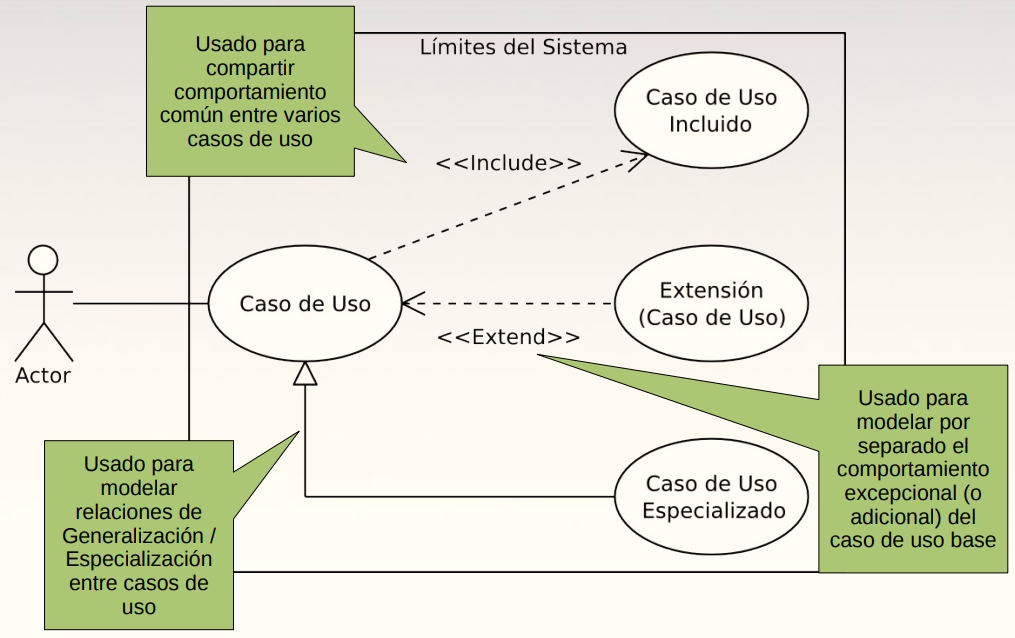 Usado para
compartir
comportamiento
común entre varios
casos de uso
Límites del Sistema
Caso de Uso
Incluido
<<Include>>
Caso de Uso
Extensión
(Caso de Uso)
<<Extend>>
Actor
Usado para
modelar por
separado el
comportamiento
excepcional (o
adicional) del
caso de uso base
Usado para
modelar
relaciones de
Generalización /
Especialización
entre casos de
uso
Caso de Uso
Especializado